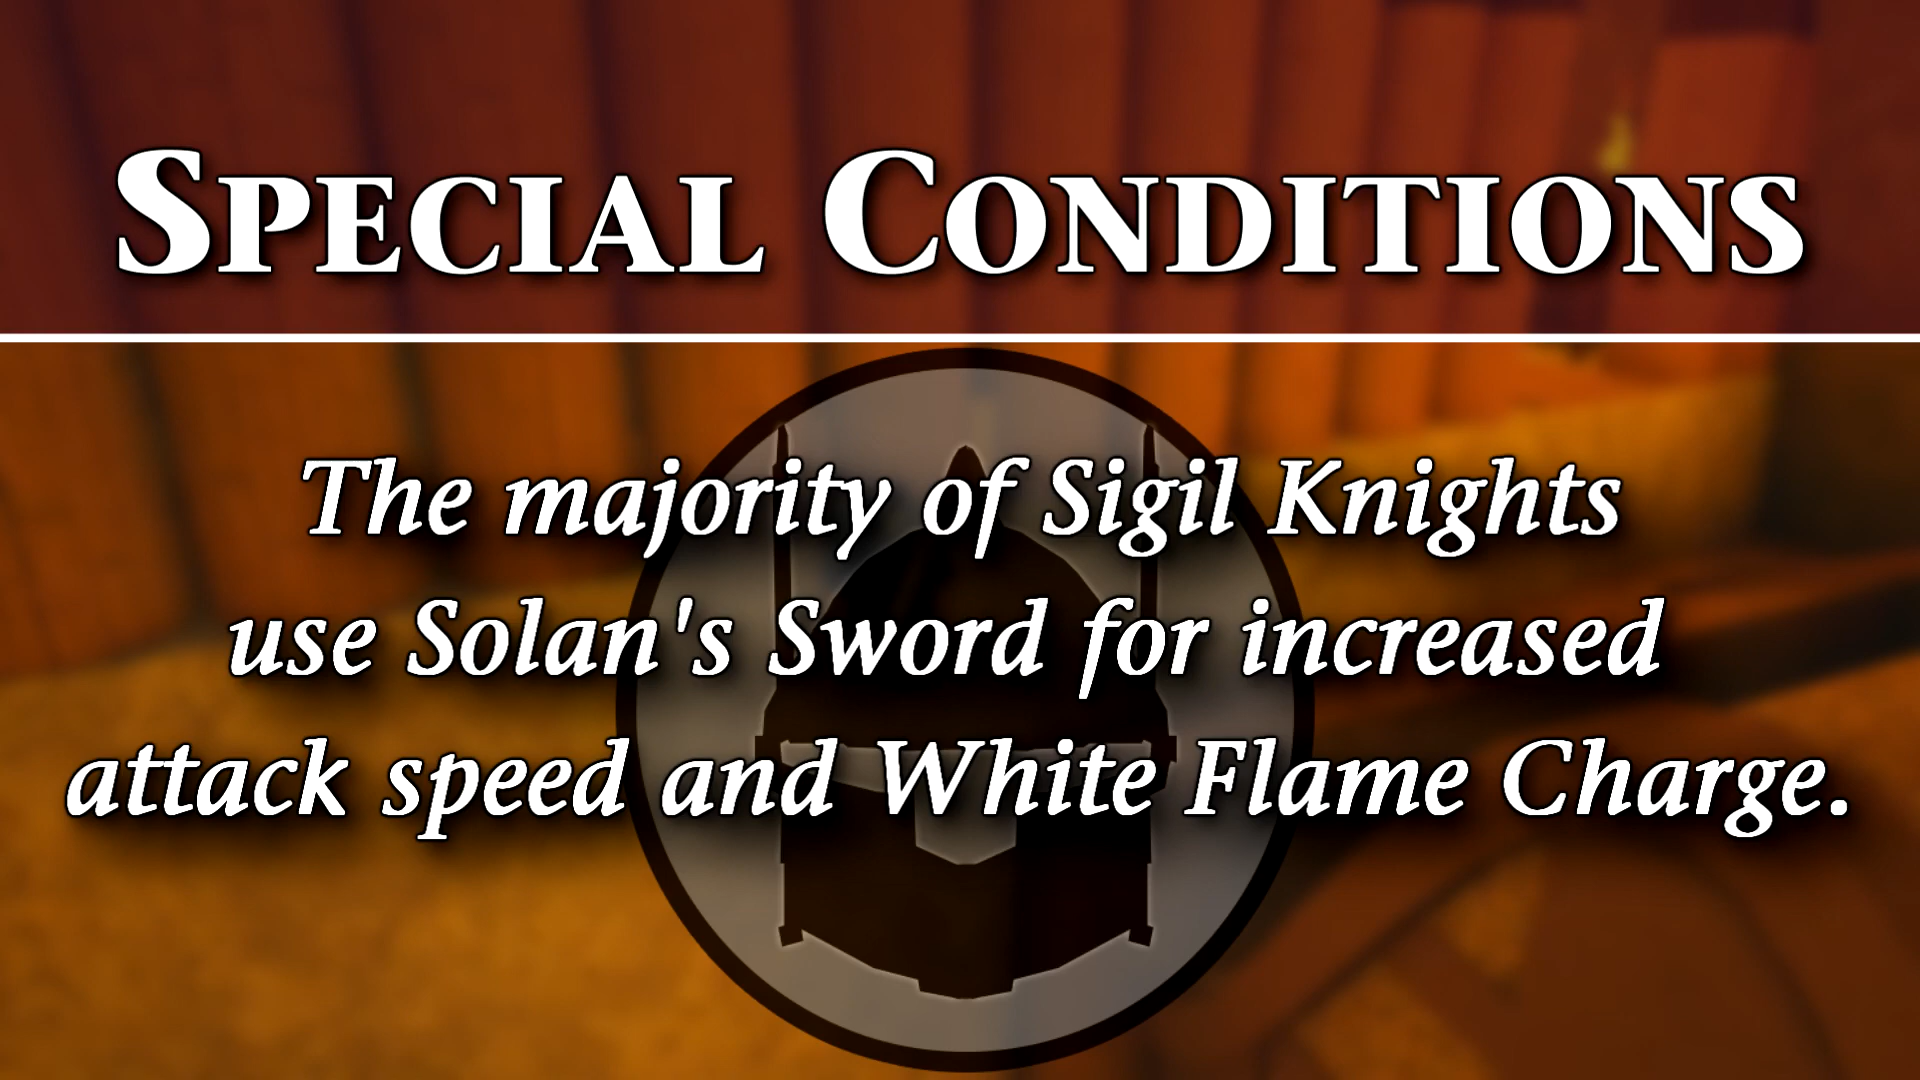 SPECIAL CONDITIONS
The majority of Sigil Knights
use Solan's Sword for increased
attack speed and White Flame Charge.